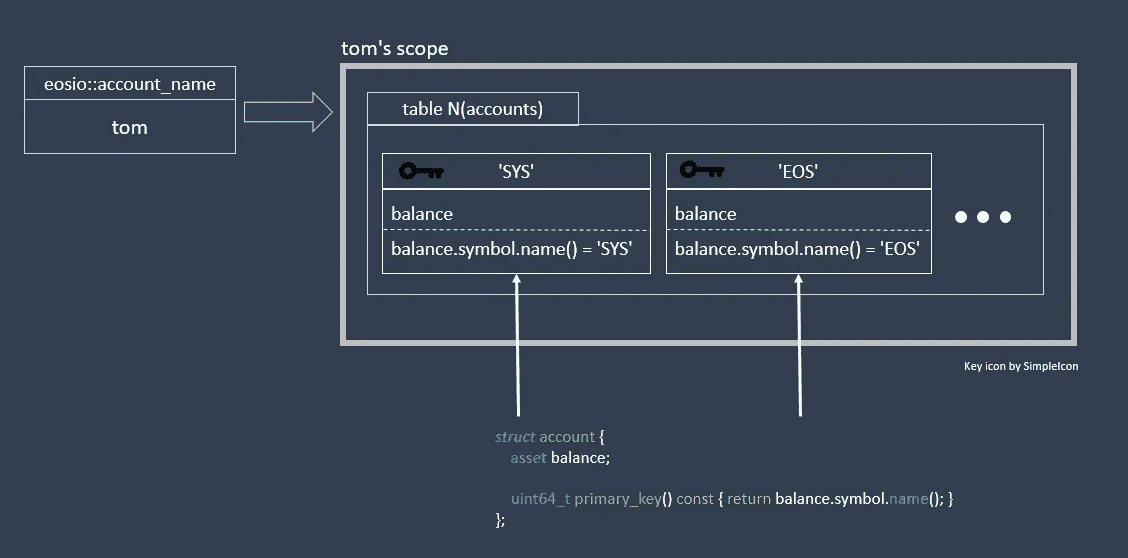 tom's scope
eosio::account_name
tom
table N(accounts)
'SYS'
balance
balance.symbol.name() = 'SYS'
'EOS'
balance
balance.symbol.name() = 'EOS'
Key icon by SimpleIcon
struct account {
asset balance;
uint64_t primary_key() const { return balance.symbol.name(); }
};